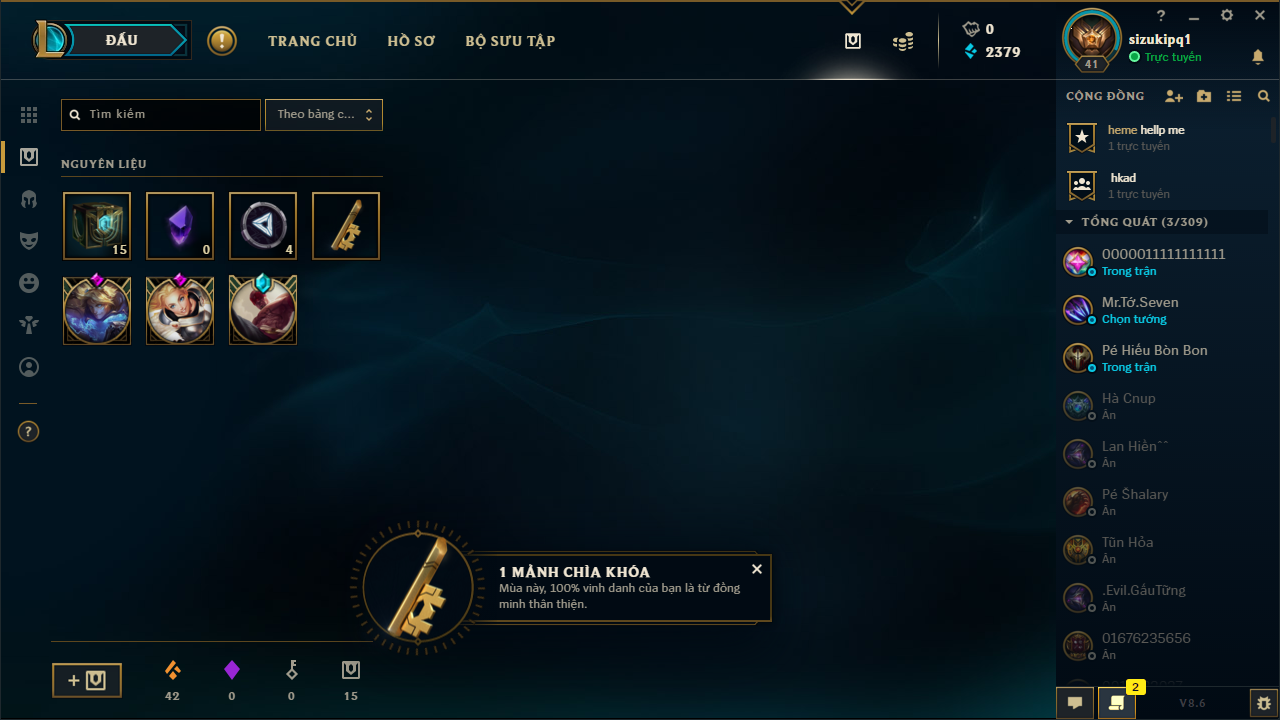 ĐẤU
TRANG CHỦ
HỒ SƠ
BỘ SƯU TẬP
0
2379
41
sizukipq1
Trực tuyến
Tìm kiếm
Theo bảng c...
NGUYÊN LIỆU
15
0
4
1 MẢNH CHÌA KHÓA
Mùa này, 100% vinh danh của bạn là từ đồng
minh thân thiện.
42
0
0
15
CỘNG ĐỒNG
heme hellp me
1 trực tuyến
hkad
1 trực tuyến
TỔNG QUÁT (3/309)
0000011111111111
Trong trận
Mr.Tớ.Seven
Chọn tướng
Pé Hiếu Bòn Bon
Trong trận
Hà Cnup
Ẩn
Lan Hiềnˆˆ
Ẩn
Pé Šhalary
Ẩn
Tũn Hỏa
Ẩn
.Evil.GấuTững
Ẩn
01676235656
Ẩn
2
V8.6